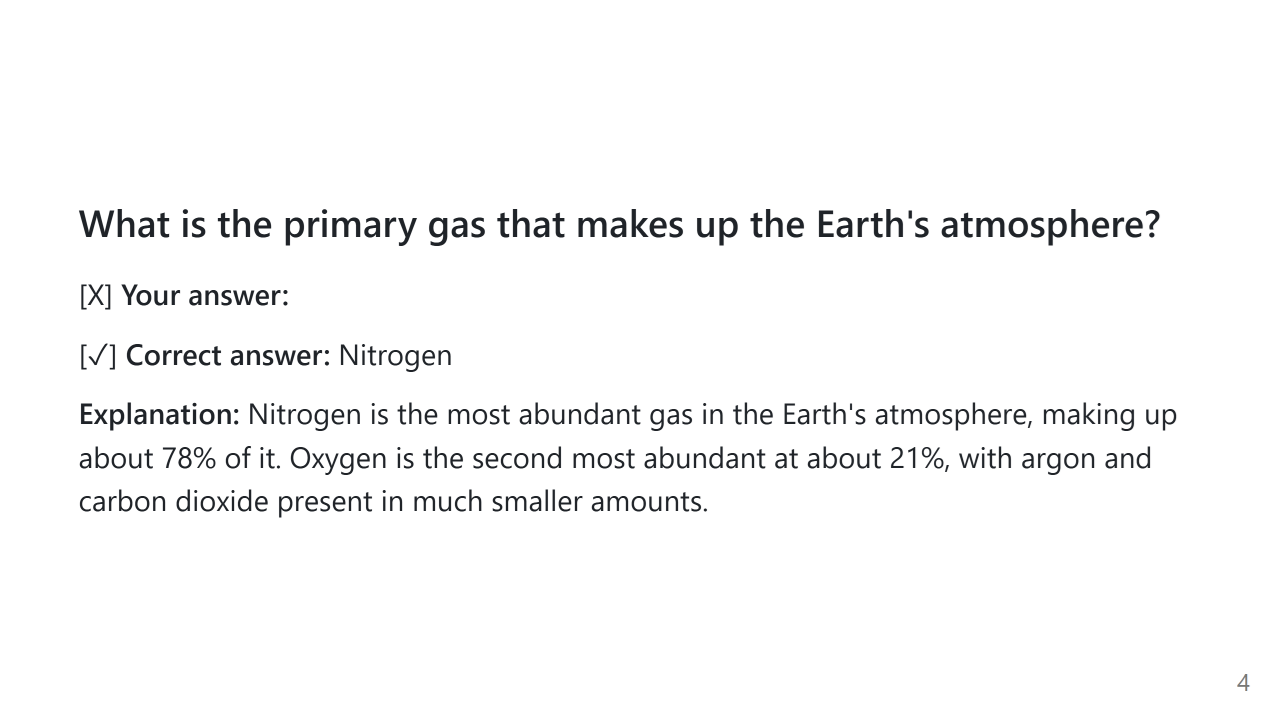 What is the primary gas that makes up the Earth's atmosphere?
[X] Your answer:
[✓] Correct answer: Nitrogen
Explanation: Nitrogen is the most abundant gas in the Earth's atmosphere, making up
about 78% of it. Oxygen is the second most abundant at about 21%, with argon and
carbon dioxide present in much smaller amounts.
4